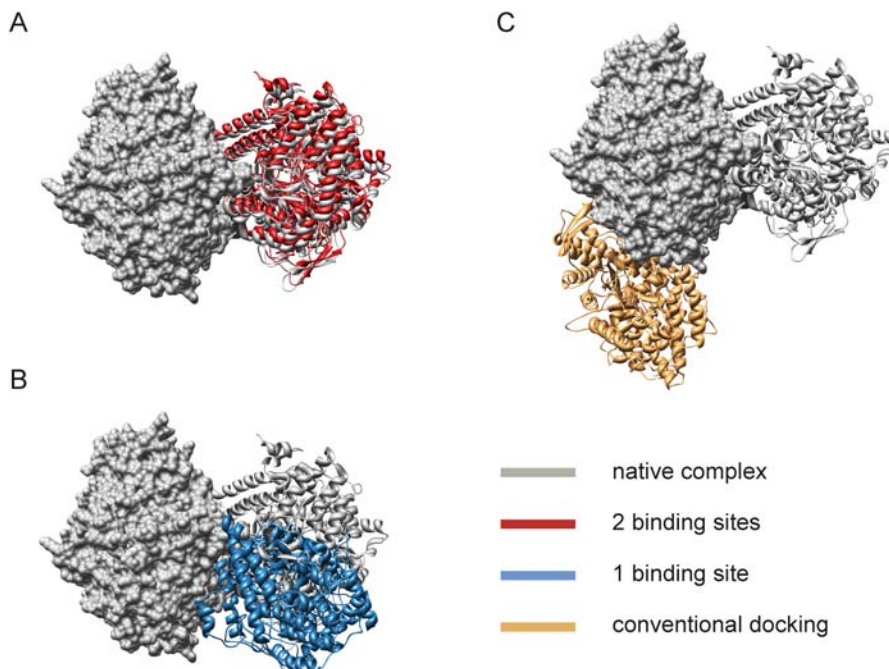 A
C
B
native complex
2 binding sites
1 binding site
conventional docking